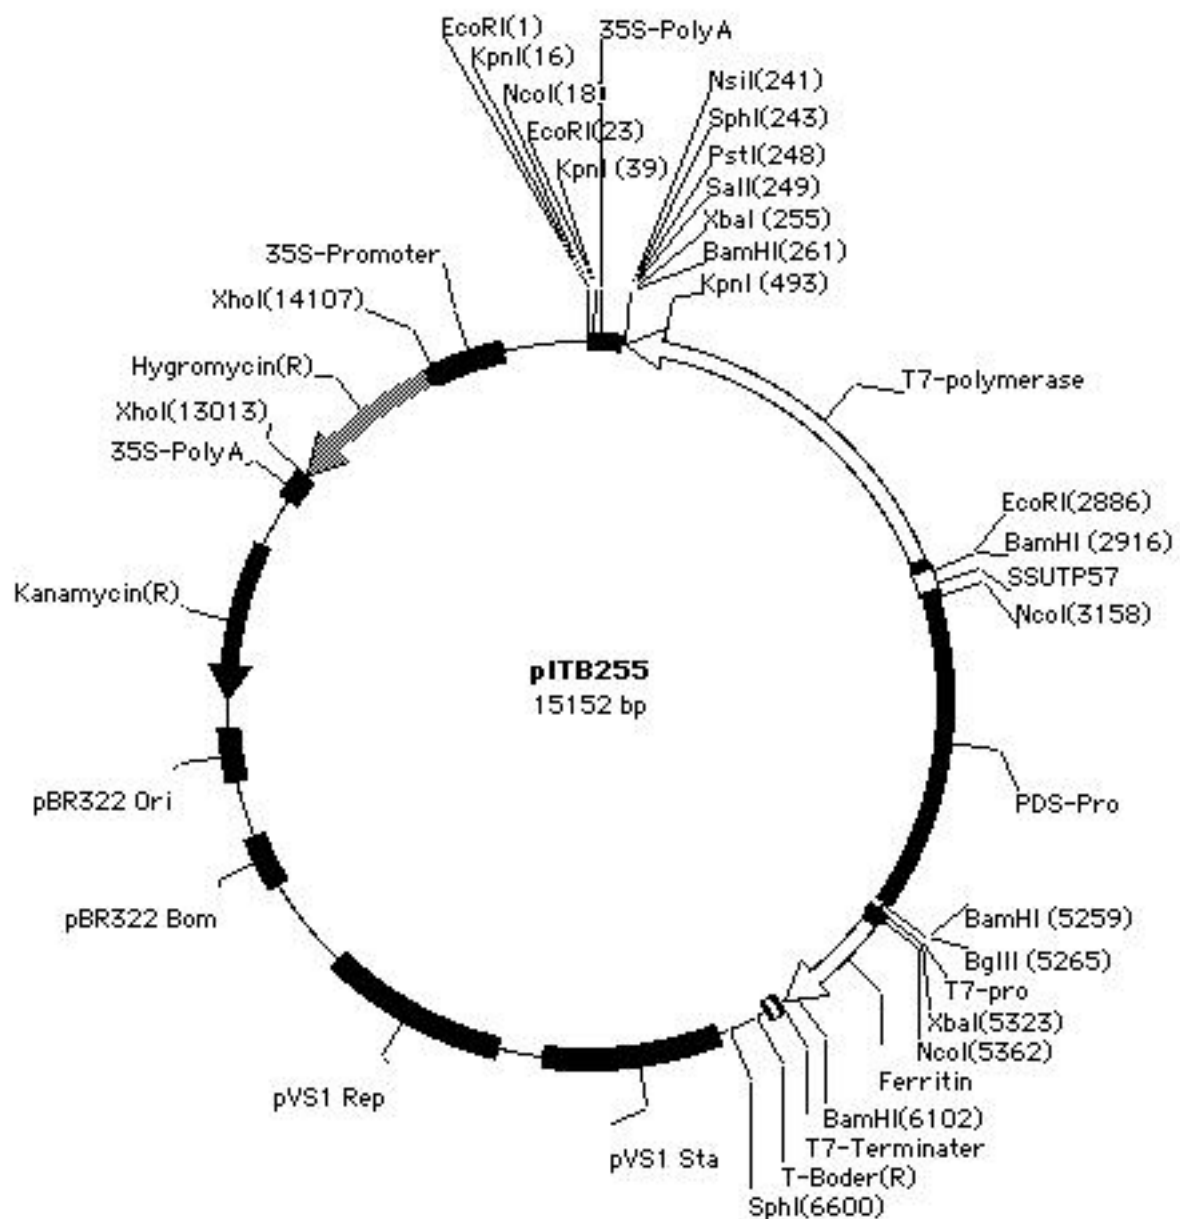 EcoRI(1)
35S-PolyA
KpnI(16)
NcoI(18)
EcoRI(23)
KpnI (39)
NsiI(241)
SphI(243)
PstI(248)
SalI(249)
XbaI (255)
BamHI(261)
KpnI (493)
35S-Promoter
XhoI(14107)
Hygromycin(R)
XhoI(13013)
35S-PolyA
T7-polymerase
EcoRI(2886)
BamHI (2916)
SSUTP57
NcoI(3158)
Kanamycin(R)
pITB255
15152 bp
pBR322 Ori
PDS-Pro
pBR322 Bom
BamHI (5259)
BglII (5265)
T7-pro
XbaI(5323)
NcoI(5362)
Ferritin
pVS1 Rep
BamHI(6102)
T7-Terminater
pVS1 Sta
T-Boder(R)
SphI(6600)